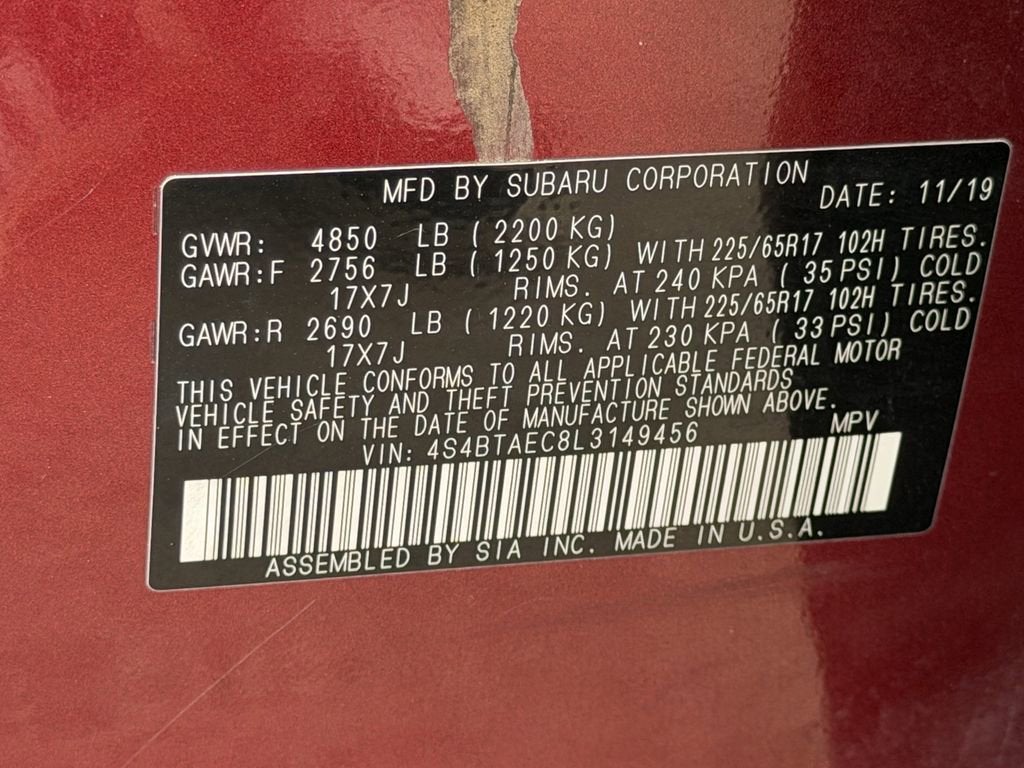 MFD BY SUBARU CORPORATION DATE: 11/19
GVWR: 4850 LB ( 2200 KG)
GAWR:F 2756 LB ( 1250 KG) WITH 225/65R17 102H TIRES.
17X7J RIMS. AT 240 KPA ( 35 PSI) COLD
GAWR:R 2690 LB ( 1220 KG) WITH 225/65R17 102H TIRES.
17X7J RIMS. AT 230 KPA ( 33 PSI) COLD
THIS VEHICLE CONFORMS TO ALL APPLICABLE FEDERAL MOTOR
VEHICLE SAFETY AND THEFT PREVENTION STANDARDS
IN EFFECT ON THE DATE OF MANUFACTURE SHOWN ABOVE.
VIN: 4S4BTAEC8L3149456 MPV
ASSEMBLED BY SIA INC. MADE IN U.S.A.